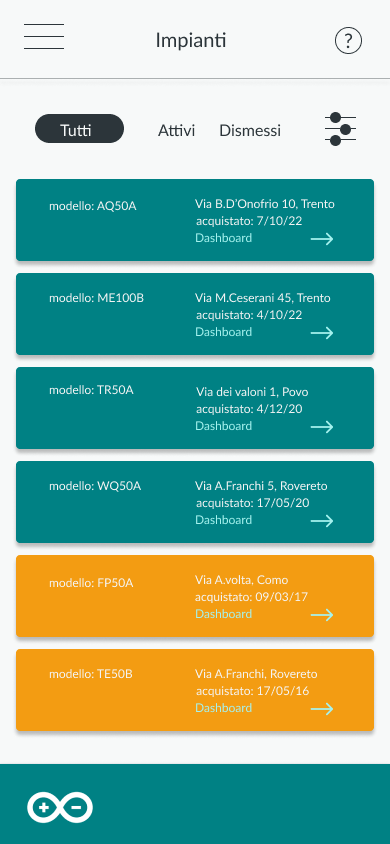 Impianti
?
Tutti
Attivi
Dismessi
modello: AQ50A
Via B.D'Onofrio 10, Trento
acquistato: 7/10/22
Dashboard
modello: ME100B
Via M.Ceserani 45, Trento
acquistato: 4/10/22
Dashboard
modello: TR50A
Via dei valoni 1, Povo
acquistato: 4/12/20
Dashboard
modello: WQ50A
Via A.Franchi 5, Rovereto
acquistato: 17/05/20
Dashboard
modello: FP50A
Via A.volta, Como
acquistato: 09/03/17
Dashboard
modello: TE50B
Via A.Franchi, Rovereto
acquistato: 17/05/16
Dashboard